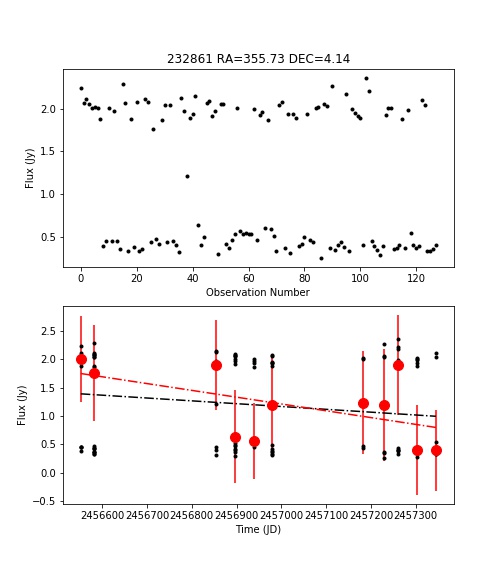 232861 RA=355.73 DEC=4.14
2.0
1.5
1.0
0.5
Flux (Jy)
0 20 40 60 80 100 120
Observation Number
2.5
2.0
1.5
1.0
0.5
0.0
−0.5
Flux (Jy)
2456600 2456700 2456800 2456900 2457000 2457100 2457200 2457300
Time (JD)